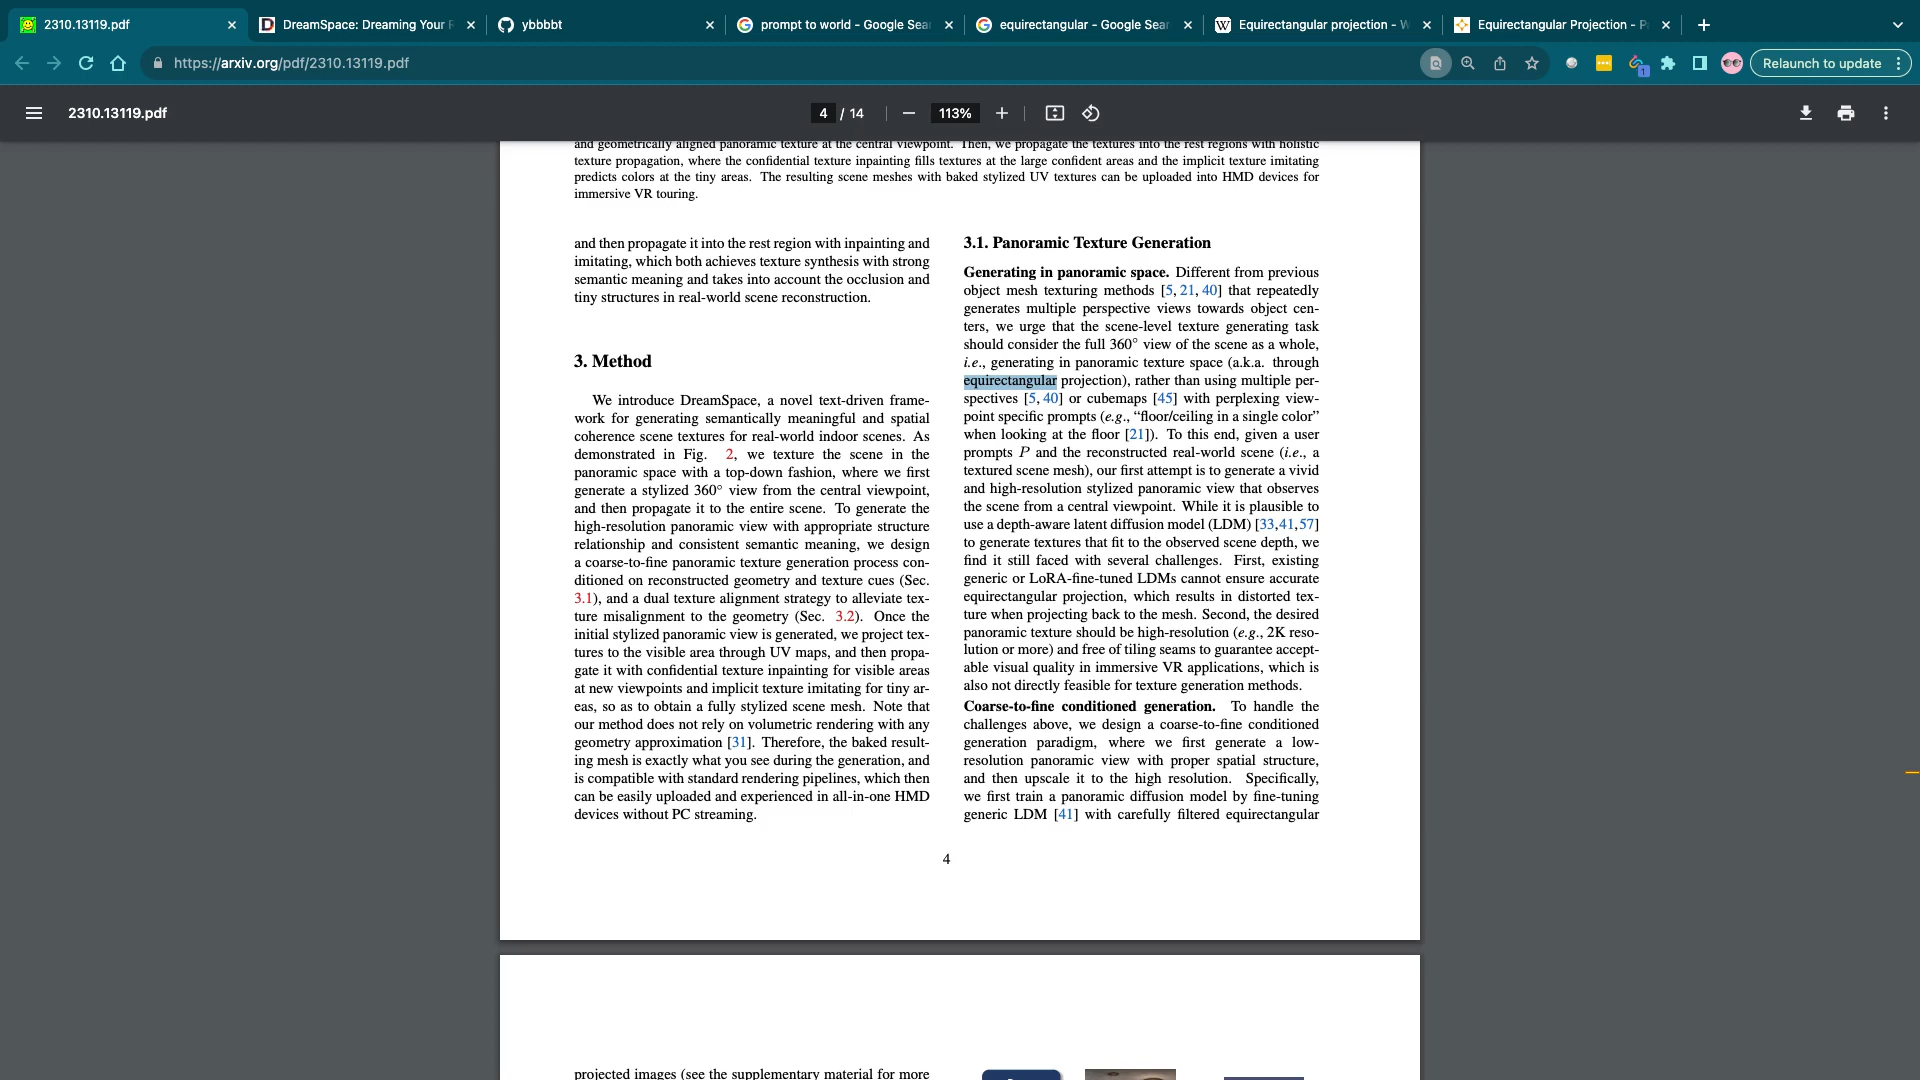 2310.13119.pdf
DreamSpace: Dreaming Your R
ybbbbt
prompt to world - Google Sea
equirectangular - Google Sear
Equirectangular projection - W
Equirectangular Projection - P
https://arxiv.org/pdf/2310.13119.pdf
1
Relaunch to update
2310.13119.pdf
4 / 14
113%
and geometrically aligned panoramic texture at the central viewpoint. Then, we propagate the textures into the rest regions with holistic
texture propagation, where the confidential texture inpainting fills textures at the large confident areas and the implicit texture imitating
predicts colors at the tiny areas. The resulting scene meshes with baked stylized UV textures can be uploaded into HMD devices for
immersive VR touring.
and then propagate it into the rest region with inpainting and
imitating, which both achieves texture synthesis with strong
semantic meaning and takes into account the occlusion and
tiny structures in real-world scene reconstruction.
3. Method
We introduce DreamSpace, a novel text-driven frame-
work for generating semantically meaningful and spatial
coherence scene textures for real-world indoor scenes. As
demonstrated in Fig. 2, we texture the scene in the
panoramic space with a top-down fashion, where we first
generate a stylized 360° view from the central viewpoint,
and then propagate it to the entire scene. To generate the
high-resolution panoramic view with appropriate structure
relationship and consistent semantic meaning, we design
a coarse-to-fine panoramic texture generation process con-
ditioned on reconstructed geometry and texture cues (Sec.
3.1), and a dual texture alignment strategy to alleviate tex-
ture misalignment to the geometry (Sec. 3.2). Once the
initial stylized panoramic view is generated, we project tex-
tures to the visible area through UV maps, and then propa-
gate it with confidential texture inpainting for visible areas
at new viewpoints and implicit texture imitating for tiny ar-
eas, so as to obtain a fully stylized scene mesh. Note that
our method does not rely on volumetric rendering with any
geometry approximation [31]. Therefore, the baked result-
ing mesh is exactly what you see during the generation, and
is compatible with standard rendering pipelines, which then
can be easily uploaded and experienced in all-in-one HMD
devices without PC streaming.
3.1. Panoramic Texture Generation
Generating in panoramic space. Different from previous
object mesh texturing methods [5, 21, 40] that repeatedly
generates multiple perspective views towards object cen-
ters, we urge that the scene-level texture generating task
should consider the full 360° view of the scene as a whole,
i.e., generating in panoramic texture space (a.k.a. through
equirectangular projection), rather than using multiple per-
spectives [5, 40] or cubemaps [45] with perplexing view-
point specific prompts (e.g., “floor/ceiling in a single color”
when looking at the floor [21]). To this end, given a user
prompts P and the reconstructed real-world scene (i.e., a
textured scene mesh), our first attempt is to generate a vivid
and high-resolution stylized panoramic view that observes
the scene from a central viewpoint. While it is plausible to
use a depth-aware latent diffusion model (LDM) [33,41,57]
to generate textures that fit to the observed scene depth, we
find it still faced with several challenges. First, existing
generic or LoRA-fine-tuned LDMs cannot ensure accurate
equirectangular projection, which results in distorted tex-
ture when projecting back to the mesh. Second, the desired
panoramic texture should be high-resolution (e.g., 2K reso-
lution or more) and free of tiling seams to guarantee accept-
able visual quality in immersive VR applications, which is
also not directly feasible for texture generation methods.
Coarse-to-fine conditioned generation. To handle the
challenges above, we design a coarse-to-fine conditioned
generation paradigm, where we first generate a low-
resolution panoramic view with proper spatial structure,
and then upscale it to the high resolution. Specifically,
we first train a panoramic diffusion model by fine-tuning
generic LDM [41] with carefully filtered equirectangular
4
projected images (see the supplementary material for more